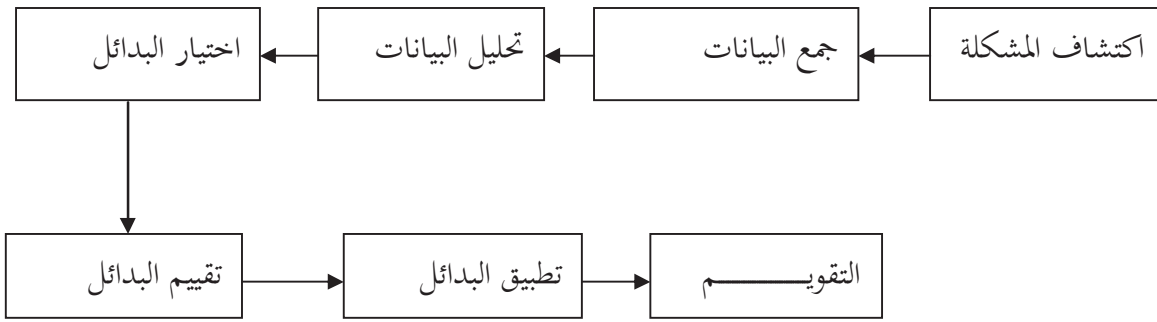 اكتشاف المشكلة
جمع البيانات
تحليل البيانات
اختيار البدائل
تقييم البدائل
تطبيق البدائل
التقويـــــــــم